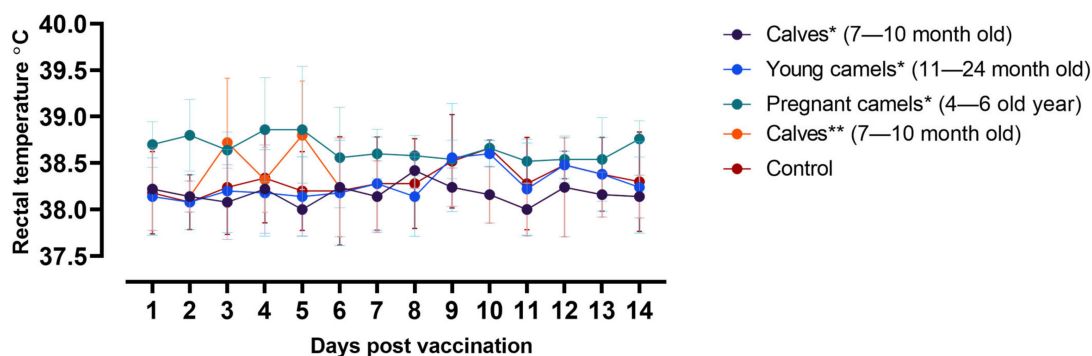 40.0
39.5
39.0
38.5
38.0
37.5
Rectal temperature °C
1 2 3 4 5 6 7 8 9 10 11 12 13 14
Days post vaccination
Calves* (7—10 month old)
Young camels* (11—24 month old)
Pregnant camels* (4—6 old year)
Calves** (7—10 month old)
Control